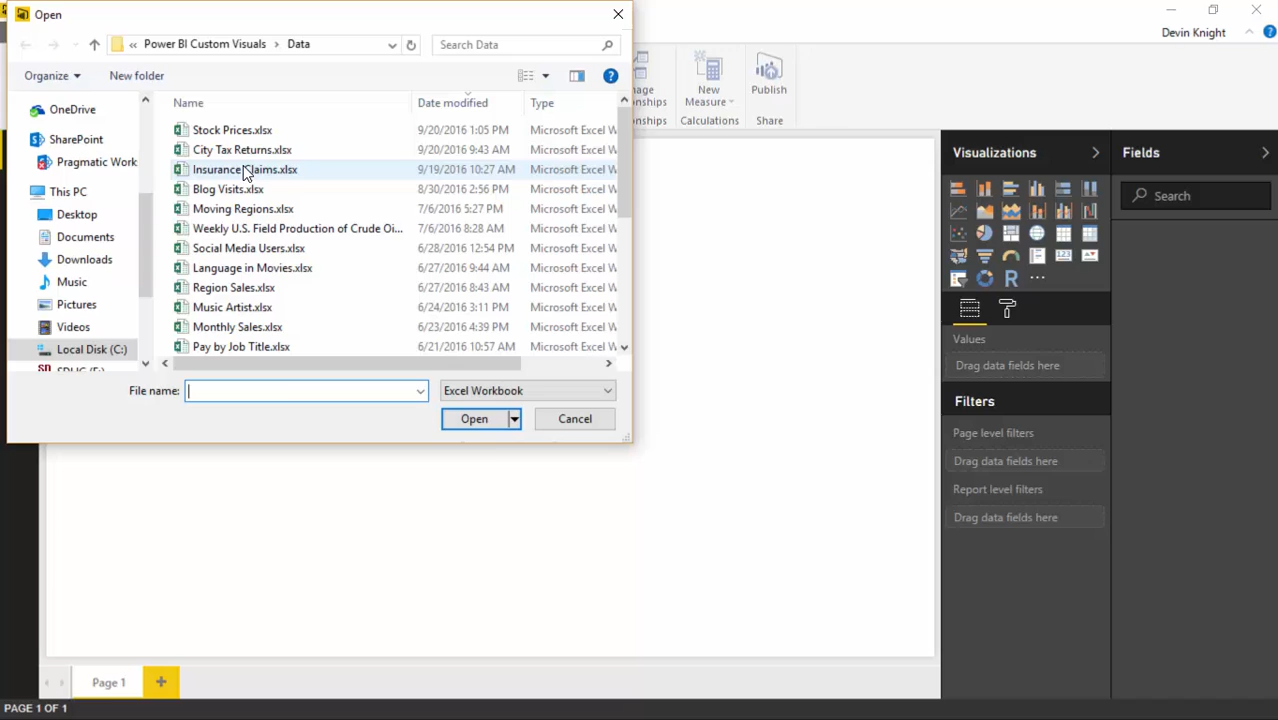 Open
Devin Knight
« Power BI Custom Visuals > Data
Search Data
Organize
New folder
OneDrive
SharePoint
Pragmatic Work
This PC
Desktop
Documents
Downloads
Music
Pictures
Videos
Local Disk (C:)
Name Date modified Type
Stock Prices.xlsx 9/20/2016 1:05 PM Microsoft Excel W
City Tax Returns.xlsx 9/20/2016 9:43 AM Microsoft Excel W
Insurance Claims.xlsx 9/19/2016 10:27 AM Microsoft Excel W
Blog Visits.xlsx 8/30/2016 2:56 PM Microsoft Excel W
Moving Regions.xlsx 7/6/2016 5:27 PM Microsoft Excel W
Weekly U.S. Field Production of Crude Oi... 7/6/2016 8:28 AM Microsoft Excel W
Social Media Users.xlsx 6/28/2016 12:54 PM Microsoft Excel W
Language in Movies.xlsx 6/27/2016 9:44 AM Microsoft Excel W
Region Sales.xlsx 6/27/2016 8:43 AM Microsoft Excel W
Music Artist.xlsx 6/24/2016 3:11 PM Microsoft Excel W
Monthly Sales.xlsx 6/23/2016 4:39 PM Microsoft Excel W
Pay by Job Title.xlsx 6/21/2016 10:57 AM Microsoft Excel W
File name:
Excel Workbook
Open
Cancel
nage
onships
onships
New
Measure
Calculations
Publish
Share
Visualizations
R
Values
Drag data fields here
Filters
Page level filters
Drag data fields here
Report level filters
Drag data fields here
Fields
Search
Page 1
PAGE 1 OF 1